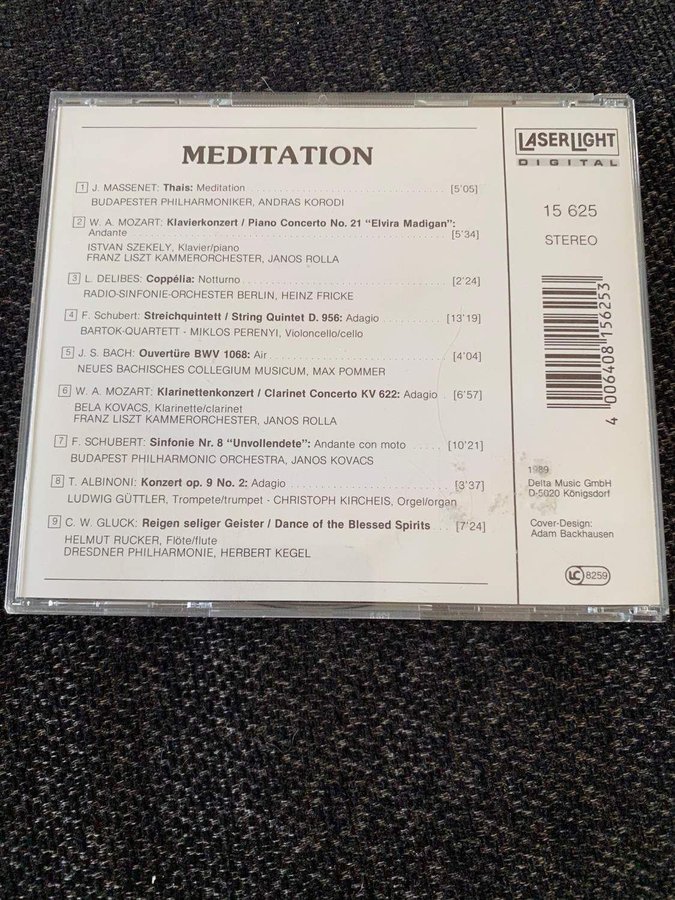 MEDITATION
1 J. MASSENET: Thais: Meditation ........ [5'05]
BUDAPESTER PHILHARMONIKER, ANDRAS KORODI
2 W. A. MOZART: Klavierkonzert / Piano Concerto No. 21 “Elvira Madigan”:
Andante ........ [5'34]
ISTVAN SZEKELY, Klavier/piano
FRANZ LISZT KAMMERORCHESTER, JANOS ROLLA
3 L. DELIBES: Coppélia: Notturno ........ [2'24]
RADIO-SINFONIE-ORCHESTER BERLIN, HEINZ FRICKE
4 F. Schubert: Streichquintett / String Quintet D. 956: Adagio ........ [13'19]
BARTOK-QUARTETT - MIKLOS PERENYI, Violoncello/cello
5 J. S. BACH: Ouvertüre BWV 1068: Air ........ [4'04]
NEUES BACHISCHES COLLEGIUM MUSICUM, MAX POMMER
6 W. A. MOZART: Klarinettenkonzert / Clarinet Concerto KV 622: Adagio . [6'57]
BELA KOVACS, Klarinette/clarinet
FRANZ LISZT KAMMERORCHESTER, JANOS ROLLA
7 F. SCHUBERT: Sinfonie Nr. 8 “Unvollendete”: Andante con moto ..... [10'21]
BUDAPEST PHILHARMONIC ORCHESTRA, JANOS KOVACS
8 T. ALBINONI: Konzert op. 9 No. 2: Adagio ........ [3'37]
LUDWIG GÜTTLER, Trompete/trumpet - CHRISTOPH KIRCHEIS, Orgel/organ
9 C. W. GLUCK: Reigen seliger Geister / Dance of the Blessed Spirits ... [7'24]
HELMUT RUCKER, Flöte/flute
DRESDNER PHILHARMONIE, HERBERT KEGEL
LASERLIGHT
DIGITAL
15 625
STEREO
4 006408 156253
1989
Delta Music GmbH
D-5020 Königsdorf
Cover-Design:
Adam Backhausen
LC 8259